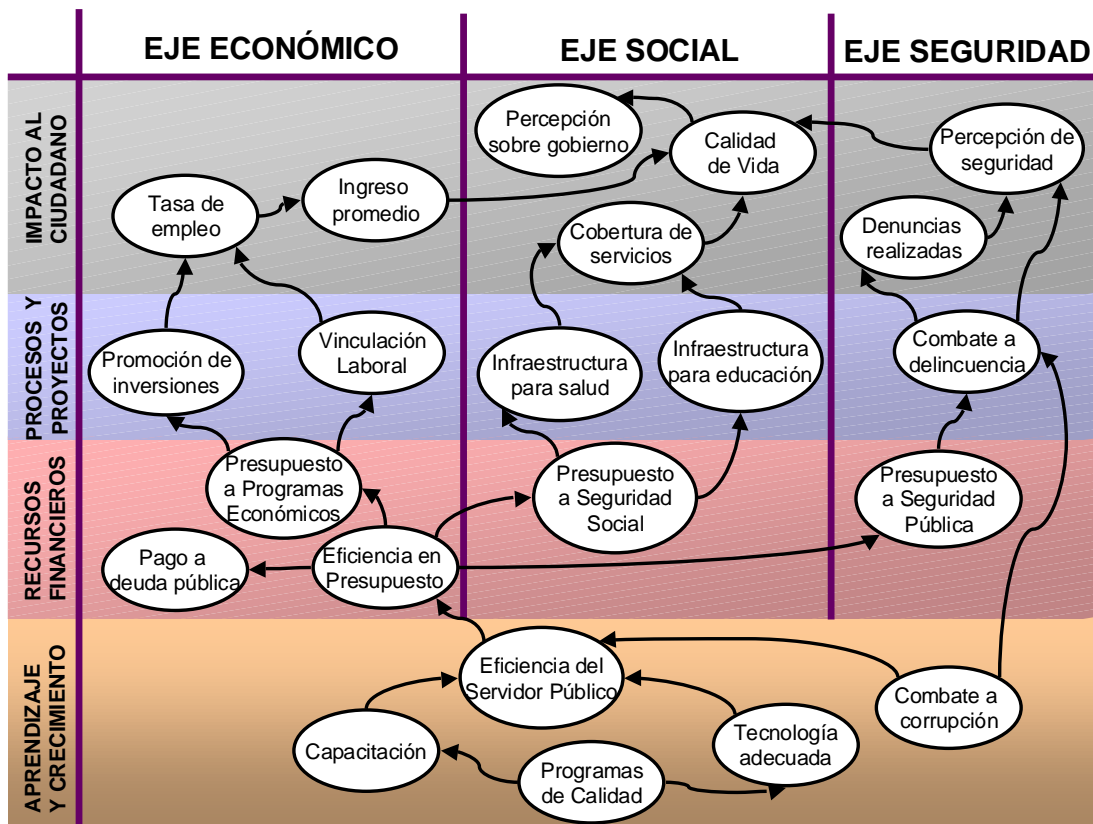 EJE ECONÓMICO
EJE SOCIAL
EJE SEGURIDAD
IMPACTO AL
CIUDADANO
Percepción
sobre gobierno
Calidad
de Vida
Percepción de
seguridad
Tasa de
empleo
Ingreso
promedio
Cobertura de
servicios
Denuncias
realizadas
PROCESOS Y
PROYECTOS
Promoción de
inversiones
Vinculación
Laboral
Infraestructura
para salud
Infraestructura
para educación
Combate a
delincuencia
RECURSOS
FINANCIEROS
Presupuesto
a Programas
Económicos
Presupuesto
a Seguridad
Social
Presupuesto
a Seguridad
Pública
Pago a
deuda pública
Eficiencia en
Presupuesto
APRENDIZAJE
Y CRECIMIENTO
Eficiencia del
Servidor Público
Combate a
corrupción
Capacitación
Programas
de Calidad
Tecnología
adecuada